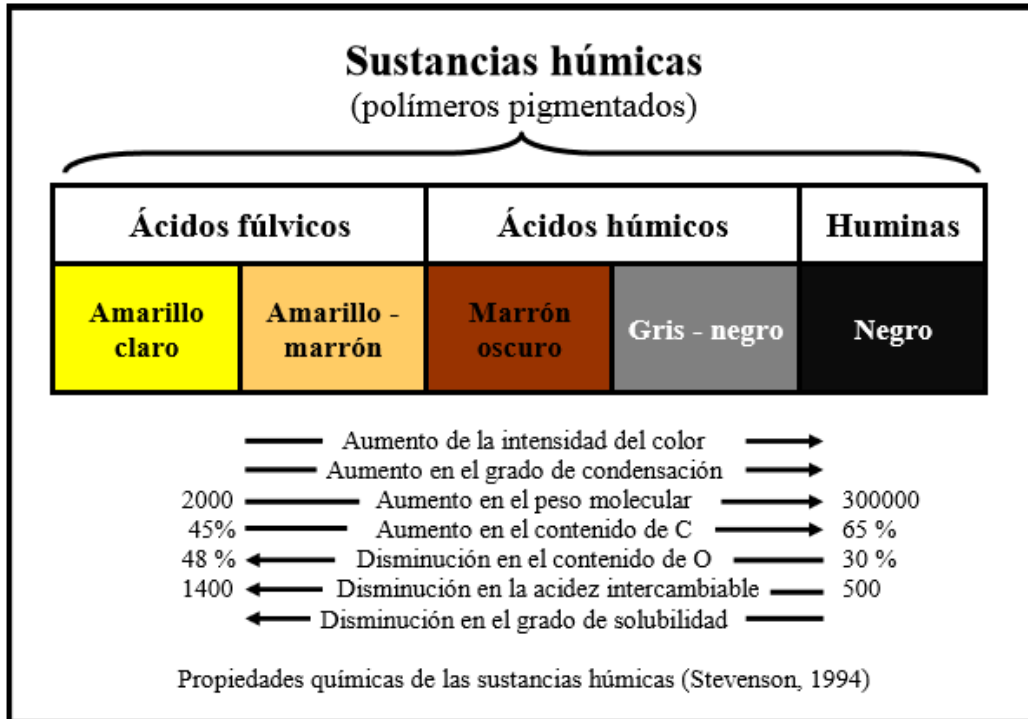 Sustancias húmicas
(polímeros pigmentados)
Ácidos fúlvicos Ácidos húmicos Huminas
Amarillo claro Amarillo - marrón Marrón oscuro Gris - negro Negro
Aumento de la intensidad del color
Aumento en el grado de condensación
2000 Aumento en el peso molecular 300000
45% Aumento en el contenido de C 65 %
48 % Disminución en el contenido de O 30 %
1400 Disminución en la acidez intercambiable 500
Disminución en el grado de solubilidad
Propiedades químicas de las sustancias húmicas (Stevenson, 1994)